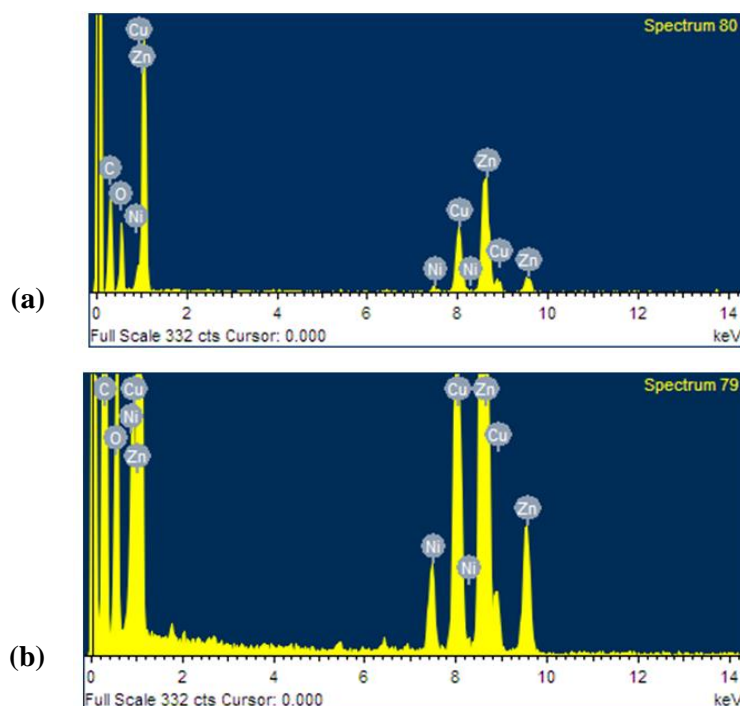 Cu
Spectrum 80
Zn
C
O
Ni
Zn
Cu
Cu
Ni
Ni
Zn
(a)
0 2 4 6 8 10 12 14
Full Scale 332 cts Cursor: 0.000 keV
C Cu Cu Zn Spectrum 79
Ni
O
Cu
Zn
Zn
Ni
Ni
(b)
0 2 4 6 8 10 12 14
Full Scale 332 cts Cursor: 0.000 keV